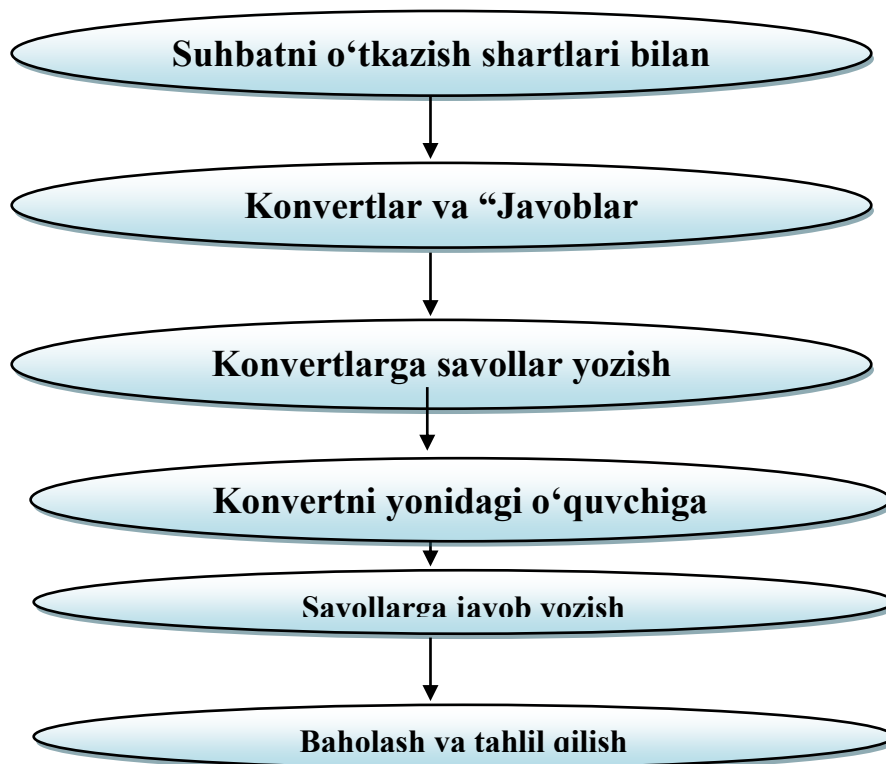 Suhbatni o‘tkazish shartlari bilan
Konvertlar va “Javoblar
Konvertlarga savollar yozish
Konvertni yonidagi o‘quvchiga
Savollarga javob yozish
Baholash va tahlil qilish